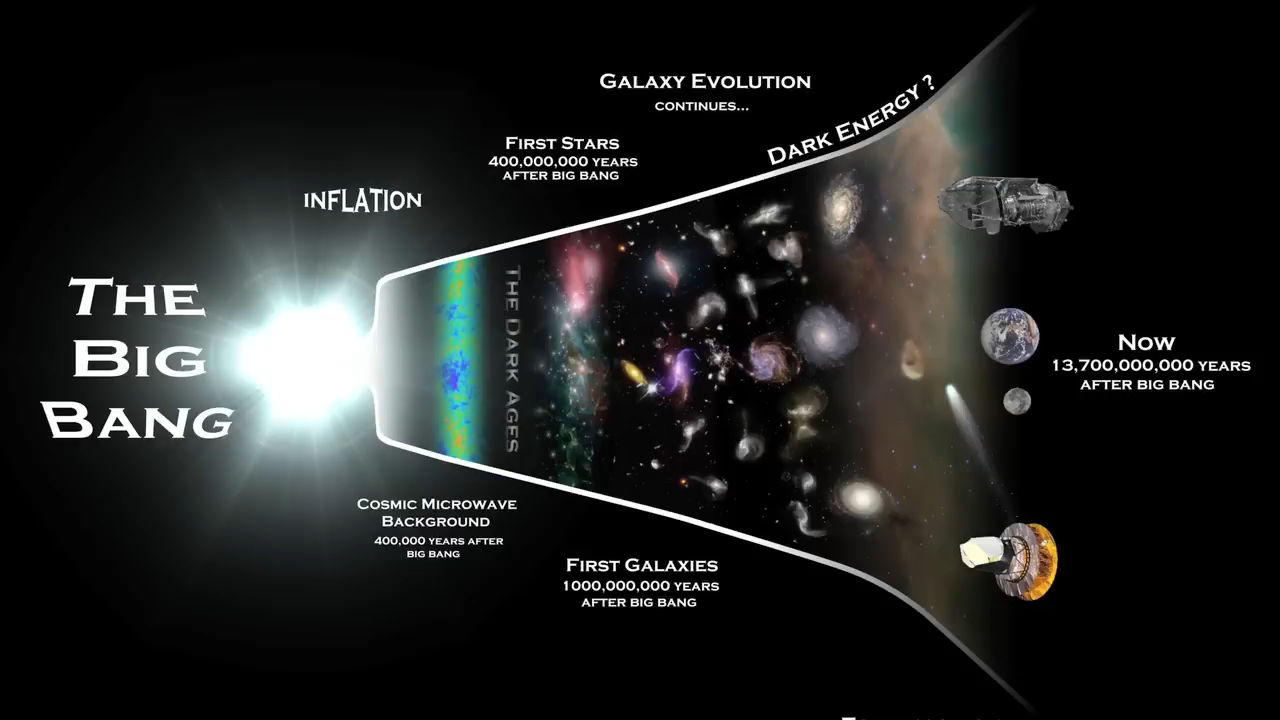 The
Big
Bang
Inflation
Cosmic Microwave
Background
400,000 years after
Big Bang
The Dark Ages
First Stars
400,000,000 years
after Big Bang
First Galaxies
1000,000,000 years
after Big Bang
Galaxy Evolution
continues...
Dark Energy ?
Now
13,700,000,000 years
after Big Bang